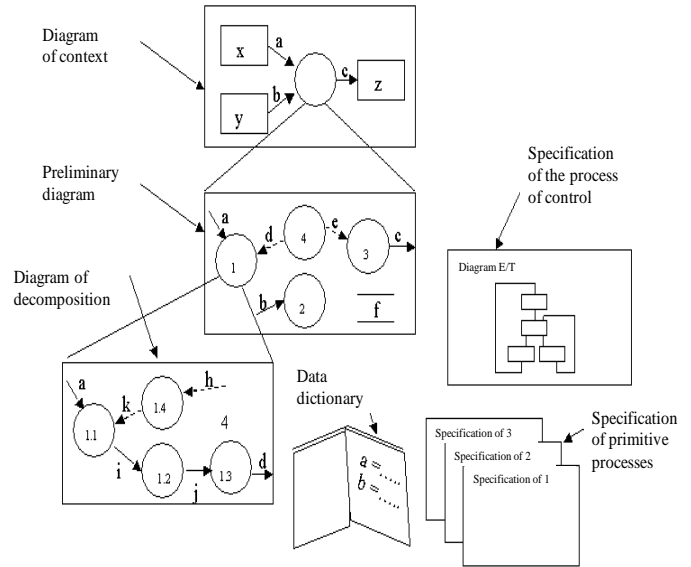 Diagram
of context
x
a
y
b
c
z
Preliminary
diagram
a
1
d
4
e
3
c
b
2
f
Specification
of the process
of control
Diagram E/T
Diagram of
decomposition
a
1.1
k
1.4
h
4
i
1.2
j
1.3
d
Data
dictionary
a = .....
b = .....
Specification of 3
Specification of 2
Specification of 1
Specification
of primitive
processes